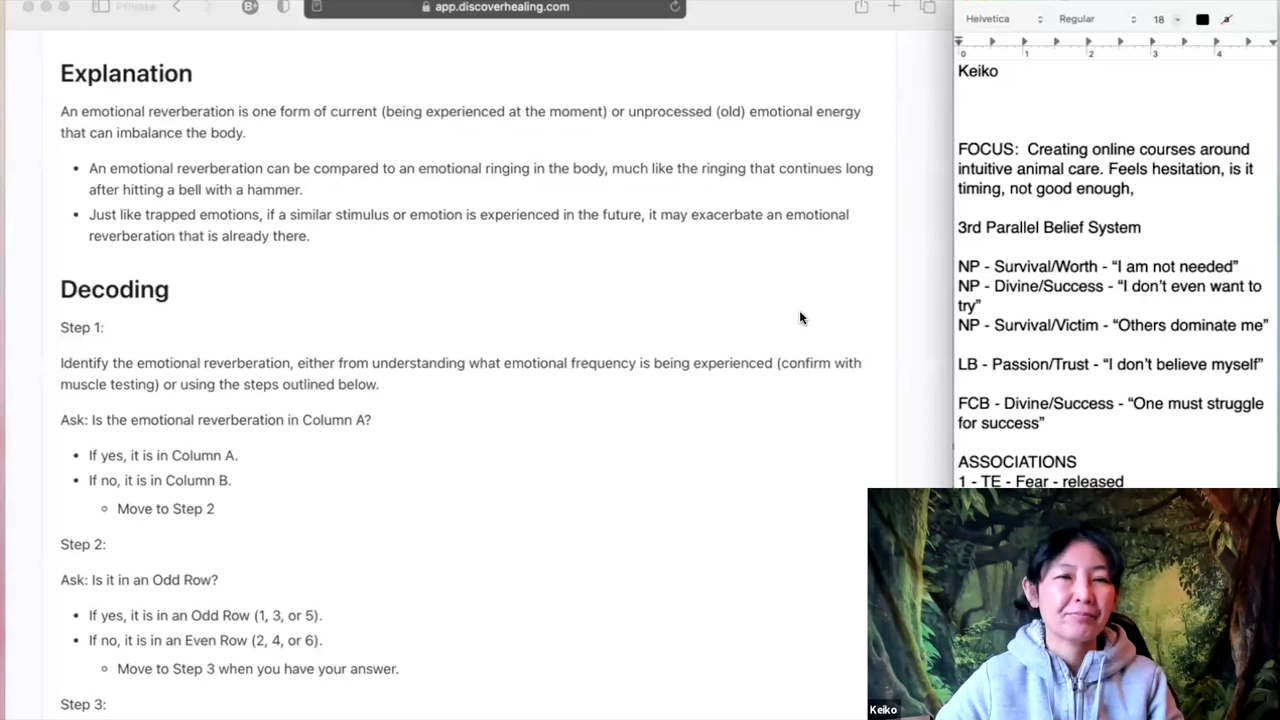 Private
app.discoverhealing.com
Explanation
An emotional reverberation is one form of current (being experienced at the moment) or unprocessed (old) emotional energy
that can imbalance the body.
An emotional reverberation can be compared to an emotional ringing in the body, much like the ringing that continues long
after hitting a bell with a hammer.
Just like trapped emotions, if a similar stimulus or emotion is experienced in the future, it may exacerbate an emotional
reverberation that is already there.
Decoding
Step 1:
Identify the emotional reverberation, either from understanding what emotional frequency is being experienced (confirm with
muscle testing) or using the steps outlined below.
Ask: Is the emotional reverberation in Column A?
If yes, it is in Column A.
If no, it is in Column B.
Move to Step 2
Step 2:
Ask: Is it in an Odd Row?
If yes, it is in an Odd Row (1, 3, or 5).
If no, it is in an Even Row (2, 4, or 6).
Move to Step 3 when you have your answer.
Step 3:
Helvetica Regular 18 a
0 1 2 3 4
Keiko
FOCUS: Creating online courses around
intuitive animal care. Feels hesitation, is it
timing, not good enough,
3rd Parallel Belief System
NP - Survival/Worth - “I am not needed”
NP - Divine/Success - “I don’t even want to
try”
NP - Survival/Victim - “Others dominate me”
LB - Passion/Trust - “I don’t believe myself”
FCB - Divine/Success - “One must struggle
for success”
ASSOCIATIONS
1 - TE - Fear - released
Keiko